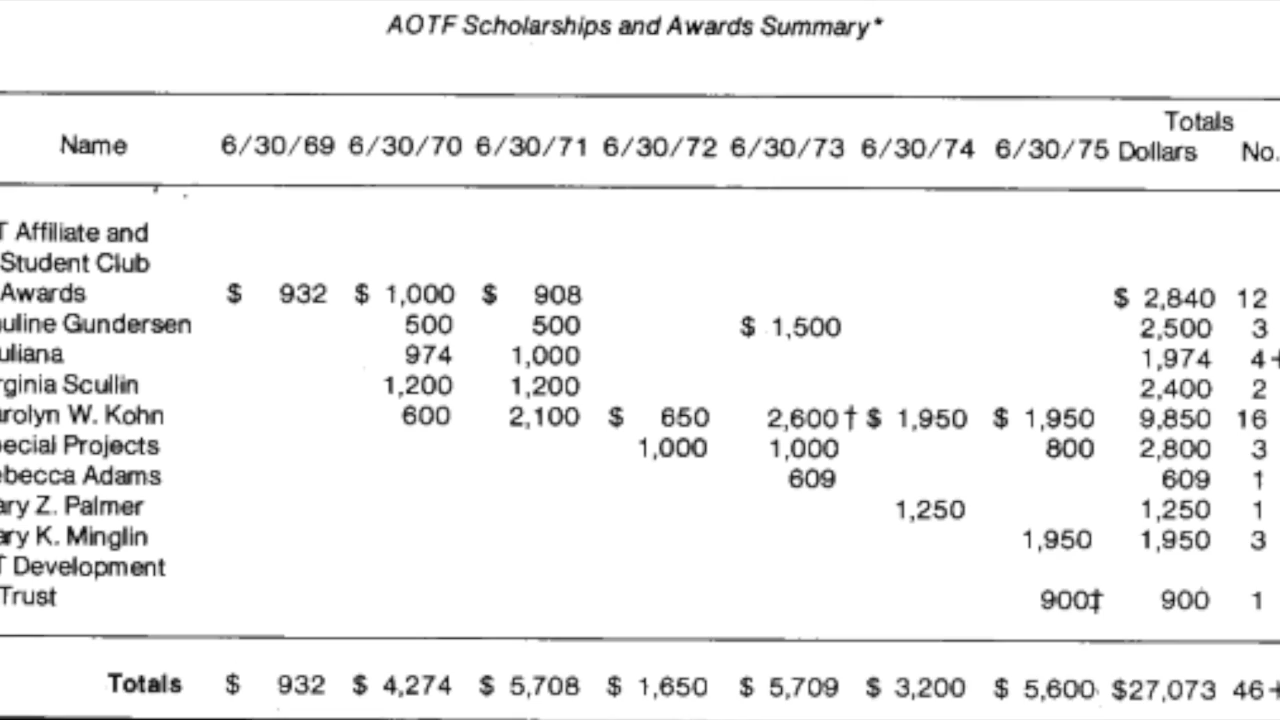 AOTF Scholarships and Awards Summary*
Totals
Name 6/30/69 6/30/70 6/30/71 6/30/72 6/30/73 6/30/74 6/30/75 Dollars No.
T Affiliate and
Student Club
Awards $ 932 $ 1,000 $ 908 $ 2,840 12
uline Gundersen 500 500 $ 1,500 2,500 3
uliana 974 1,000 1,974 4+
rginia Scullin 1,200 1,200 2,400 2
arolyn W. Kohn 600 2,100 $ 650 2,600† $ 1,950 $ 1,950 9,850 16
pecial Projects 1,000 1,000 800 2,800 3
ebecca Adams 609 609 1
ary Z. Palmer 1,250 1,250 1
ary K. Minglin 1,950 1,950 3
T Development
Trust 900‡ 900 1
Totals $ 932 $ 4,274 $ 5,708 $ 1,650 $ 5,709 $ 3,200 $ 5,600 $27,073 46+